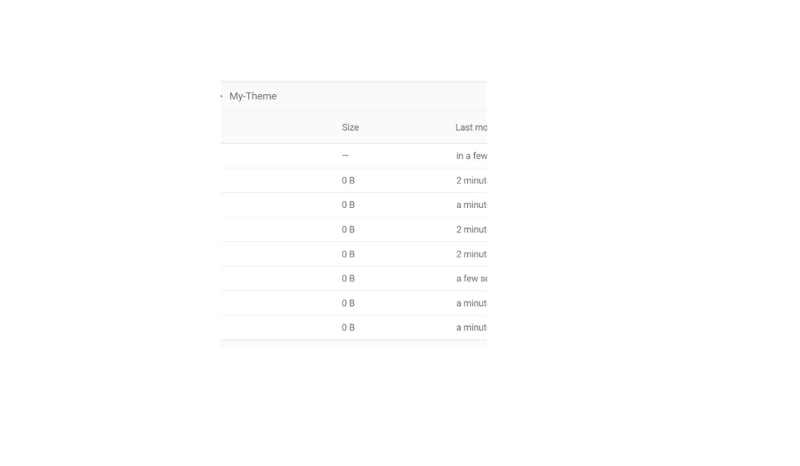 • My-Theme
Size Last mo
— in a few
0 B 2 minut
0 B a minut
0 B 2 minut
0 B 2 minut
0 B a few se
0 B a minut
0 B a minut